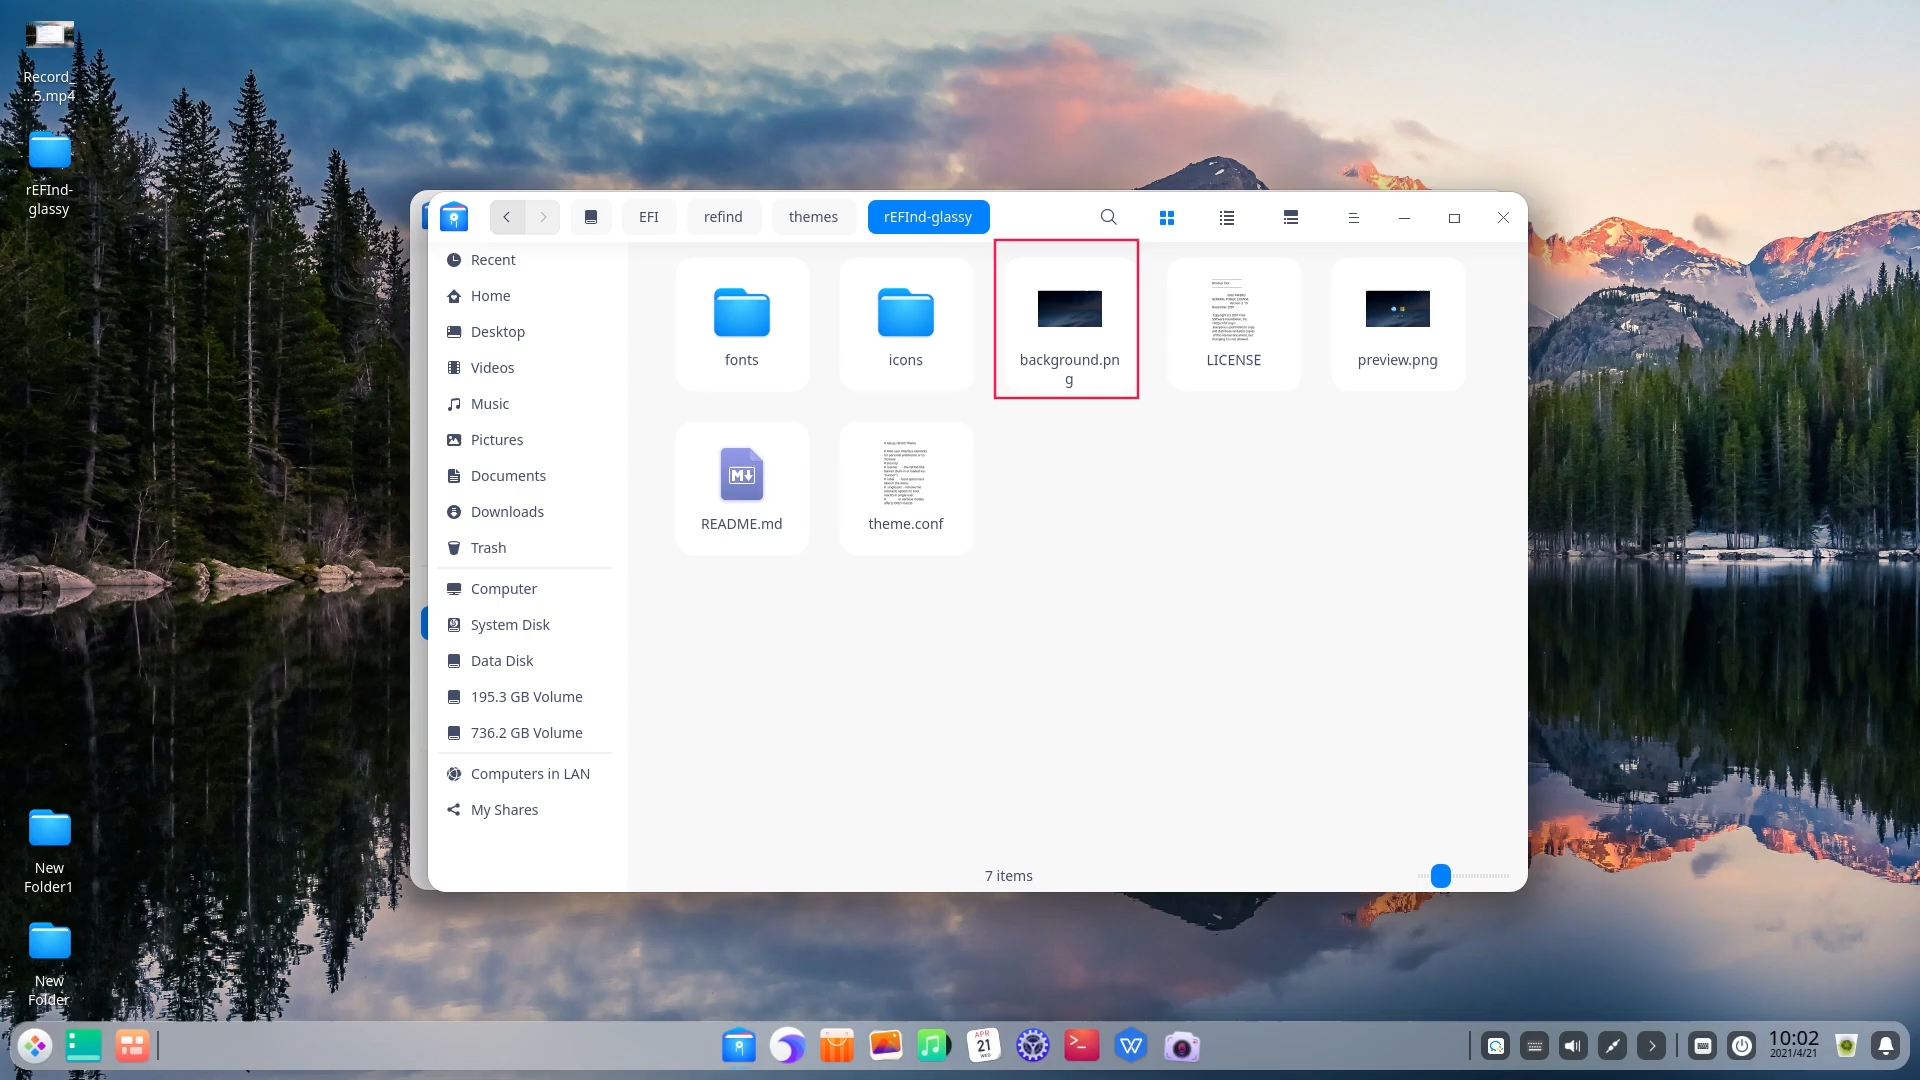 Record_
...5.mp4
rEFInd-
glassy
New
Folder1
New
Folder
EFI
refind
themes
rEFInd-glassy
Recent
Home
Desktop
Videos
Music
Pictures
Documents
Downloads
Trash
Computer
System Disk
Data Disk
195.3 GB Volume
736.2 GB Volume
Computers in LAN
My Shares
fonts
icons
background.pn
g
LICENSE
preview.png
README.md
theme.conf
7 items
APR
21
WED
10:02
2021/4/21